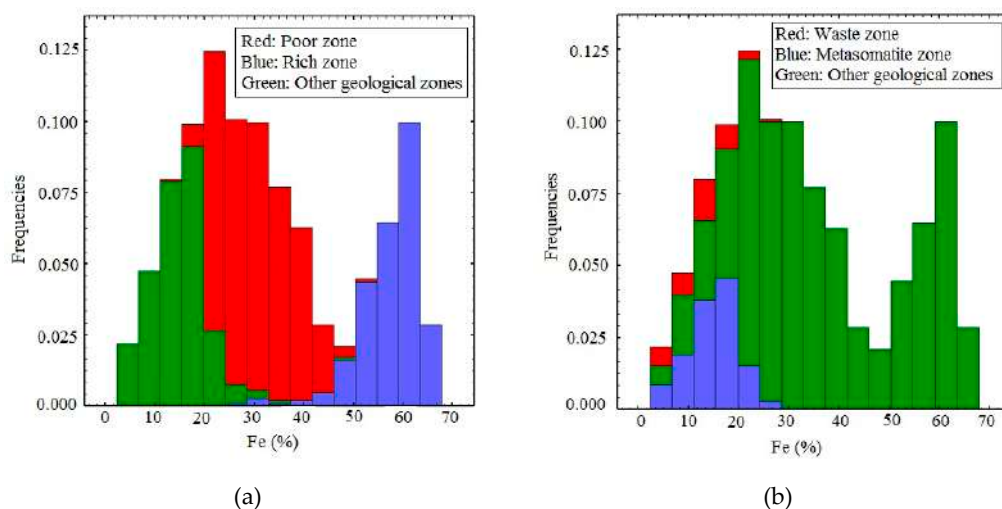 Red: Poor zone
Blue: Rich zone
Green: Other geological zones
0.125
0.100
0.075
0.050
0.025
0.000
Frequencies
0 10 20 30 40 50 60 70
Fe (%)
(a)
Red: Waste zone
Blue: Metasomatite zone
Green: Other geological zones
0.125
0.100
0.075
0.050
0.025
0.000
Frequencies
0 10 20 30 40 50 60 70
Fe (%)
(b)